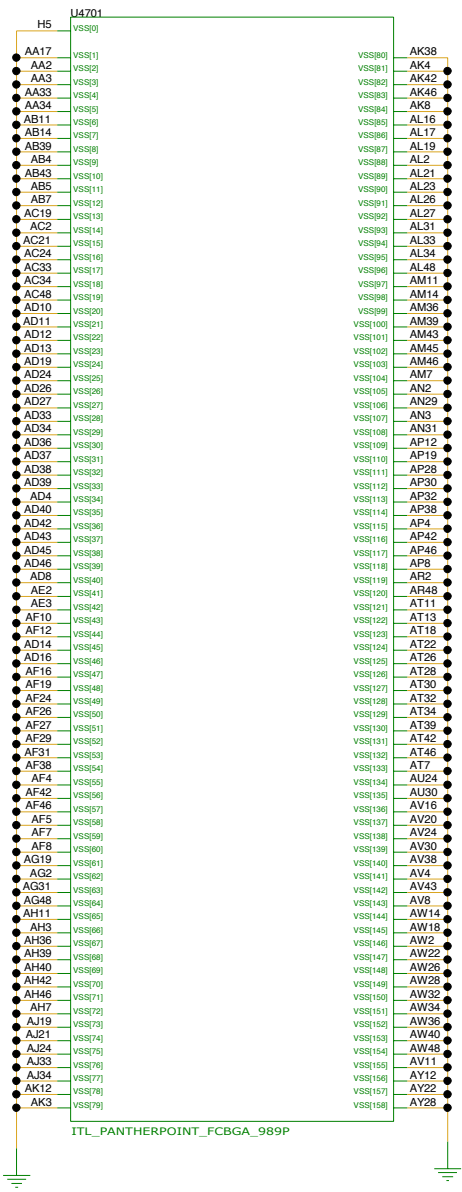 U4701
H5 VSS[0]
AA17 VSS[1] VSS[80] AK38
AA2 VSS[2] VSS[81] AK4
AA3 VSS[3] VSS[82] AK42
AA33 VSS[4] VSS[83] AK46
AA34 VSS[5] VSS[84] AK8
AB11 VSS[6] VSS[85] AL16
AB14 VSS[7] VSS[86] AL17
AB39 VSS[8] VSS[87] AL19
AB4 VSS[9] VSS[88] AL2
AB43 VSS[10] VSS[89] AL21
AB5 VSS[11] VSS[90] AL23
AB7 VSS[12] VSS[91] AL26
AC19 VSS[13] VSS[92] AL27
AC2 VSS[14] VSS[93] AL31
AC21 VSS[15] VSS[94] AL33
AC24 VSS[16] VSS[95] AL34
AC33 VSS[17] VSS[96] AL48
AC34 VSS[18] VSS[97] AM11
AC48 VSS[19] VSS[98] AM14
AD10 VSS[20] VSS[99] AM36
AD11 VSS[21] VSS[100] AM39
AD12 VSS[22] VSS[101] AM43
AD13 VSS[23] VSS[102] AM45
AD19 VSS[24] VSS[103] AM46
AD24 VSS[25] VSS[104] AM7
AD26 VSS[26] VSS[105] AN2
AD27 VSS[27] VSS[106] AN29
AD33 VSS[28] VSS[107] AN3
AD34 VSS[29] VSS[108] AN31
AD36 VSS[30] VSS[109] AP12
AD37 VSS[31] VSS[110] AP19
AD38 VSS[32] VSS[111] AP28
AD39 VSS[33] VSS[112] AP30
AD4 VSS[34] VSS[113] AP32
AD40 VSS[35] VSS[114] AP38
AD42 VSS[36] VSS[115] AP4
AD43 VSS[37] VSS[116] AP42
AD45 VSS[38] VSS[117] AP46
AD46 VSS[39] VSS[118] AP8
AD8 VSS[40] VSS[119] AR2
AE2 VSS[41] VSS[120] AR48
AE3 VSS[42] VSS[121] AT11
AF10 VSS[43] VSS[122] AT13
AF12 VSS[44] VSS[123] AT18
AD14 VSS[45] VSS[124] AT22
AD16 VSS[46] VSS[125] AT26
AF16 VSS[47] VSS[126] AT28
AF19 VSS[48] VSS[127] AT30
AF24 VSS[49] VSS[128] AT32
AF26 VSS[50] VSS[129] AT34
AF27 VSS[51] VSS[130] AT39
AF29 VSS[52] VSS[131] AT42
AF31 VSS[53] VSS[132] AT46
AF38 VSS[54] VSS[133] AT7
AF4 VSS[55] VSS[134] AU24
AF42 VSS[56] VSS[135] AU30
AF46 VSS[57] VSS[136] AV16
AF5 VSS[58] VSS[137] AV20
AF7 VSS[59] VSS[138] AV24
AF8 VSS[60] VSS[139] AV30
AG19 VSS[61] VSS[140] AV38
AG2 VSS[62] VSS[141] AV4
AG31 VSS[63] VSS[142] AV43
AG48 VSS[64] VSS[143] AV8
AH11 VSS[65] VSS[144] AW14
AH3 VSS[66] VSS[145] AW18
AH36 VSS[67] VSS[146] AW2
AH39 VSS[68] VSS[147] AW22
AH40 VSS[69] VSS[148] AW26
AH42 VSS[70] VSS[149] AW28
AH46 VSS[71] VSS[150] AW32
AH7 VSS[72] VSS[151] AW34
AJ19 VSS[73] VSS[152] AW36
AJ21 VSS[74] VSS[153] AW40
AJ24 VSS[75] VSS[154] AW48
AJ33 VSS[76] VSS[155] AV11
AJ34 VSS[77] VSS[156] AY12
AK12 VSS[78] VSS[157] AY22
AK3 VSS[79] VSS[158] AY28
ITL_PANTHERPOINT_FCBGA_989P